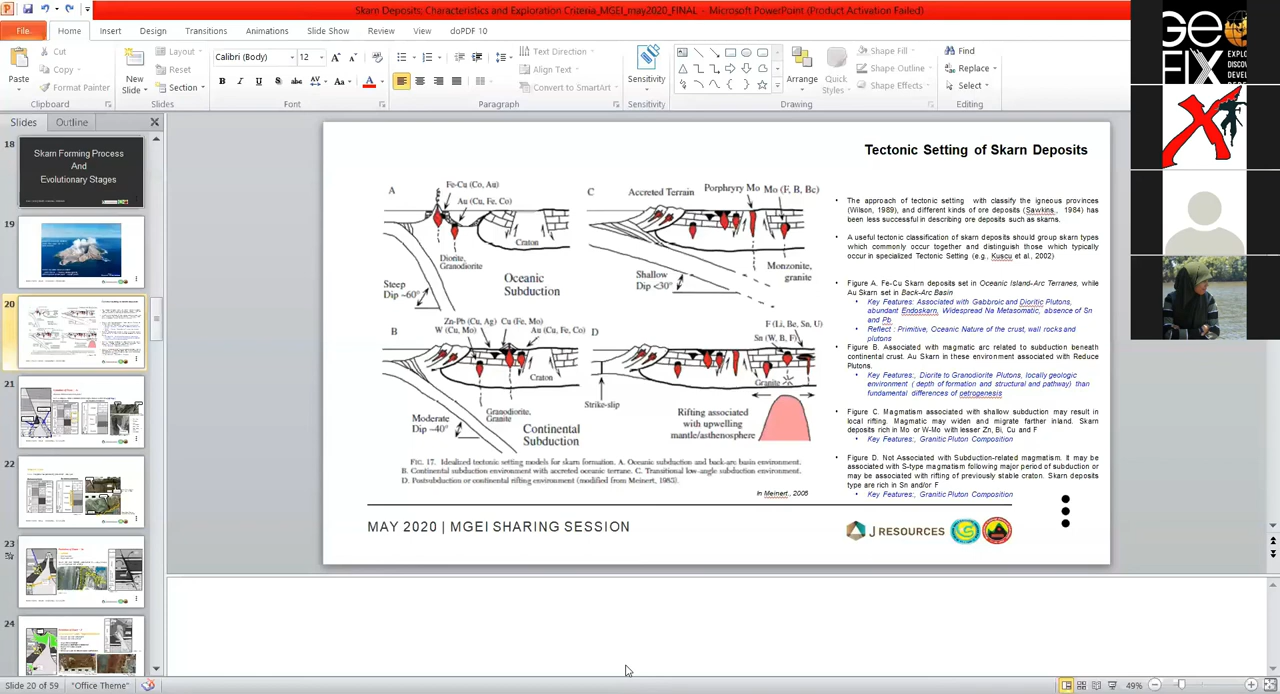 Skarn Deposits; Characteristics and Exploration Criteria_MGEI_may2020_FINAL - Microsoft PowerPoint (Product Activation Failed)
File
Home
Insert
Design
Transitions
Animations
Slide Show
Review
View
doPDF 10
Paste
Cut
Copy
Format Painter
Clipboard
New Slide
Layout
Reset
Section
Slides
Calibri (Body)
12
Font
Paragraph
Text Direction
Align Text
Convert to SmartArt
Sensitivity
Sensitivity
Arrange
Quick Styles
Shape Fill
Shape Outline
Shape Effects
Drawing
Find
Replace
Select
Editing
Slides
Outline
18
Skarn Forming Process
And
Evolutionary Stages
19
20
21
22
23
24
Tectonic Setting of Skarn Deposits
A
Fe-Cu (Co, Au)
Au (Cu, Fe, Co)
Craton
Diorite,
Granodiorite
Steep
Dip ~60°
Oceanic
Subduction
C
Accreted Terrain
Porphryry Mo
Mo (F, B, Be)
Shallow
Dip <30°
Monzonite,
granite
B
Zn-Pb (Cu, Ag)
Cu (Fe, Mo)
W (Cu, Mo)
Au (Cu, Fe, Co)
Craton
Granodiorite,
Granite
Moderate
Dip ~40°
Continental
Subduction
D
F (Li, Be, Sn, U)
Sn (W, B, F)
Granite
Strike-slip
Rifting associated
with upwelling
mantle/asthenosphere
FIG. 17. Idealized tectonic setting models for skarn formation. A. Oceanic subduction and back-arc basin environment.
B. Continental subduction environment with accreted oceanic terrane. C. Transitional low-angle subduction environment.
D. Postsubduction or continental rifting environment (modified from Meinert, 1983).
In Meinert., 2005
• The approach of tectonic setting with classify the igneous provinces
(Wilson, 1989), and different kinds of ore deposits (Sawkins., 1984) has
been less successful in describing ore deposits such as skarns.
• A useful tectonic classification of skarn deposits should group skarn types
which commonly occur together and distinguish those which typically
occur in specialized Tectonic Setting (e.g., Kuscu et al., 2002)
• Figure A. Fe-Cu Skarn deposits set in Oceanic Island-Arc Terranes, while
Au Skarn set in Back-Arc Basin
• Key Features: Associated with Gabbroic and Dioritic Plutons,
abundant Endoskarn, Widespread Na Metasomatic, absence of Sn
and Pb
• Reflect : Primitive, Oceanic Nature of the crust, wall rocks and
plutons
• Figure B. Associated with magmatic arc related to subduction beneath
continental crust. Au Skarn in these environment associated with Reduce
Plutons.
• Key Features:, Diorite to Granodiorite Plutons, locally geologic
environment ( depth of formation and structural and pathway) than
fundamental differences of petrogenesis
• Figure C. Magmatism associated with shallow subduction may result in
local rifting. Magmatic may widen and migrate farther inland. Skarn
deposits rich in Mo or W-Mo with lesser Zn, Bi, Cu and F
• Key Features:, Granitic Pluton Composition
• Figure D. Not Associated with Subduction-related magmatism. It may be
associated with S-type magmatism following major period of subduction or
may be associated with rifting of previously stable craton. Skarn deposits
type are rich in Sn and/or F
• Key Features:, Granitic Pluton Composition
MAY 2020 | MGEI SHARING SESSION
J RESOURCES
GEO
FIX
Slide 20 of 59
"Office Theme"
49%